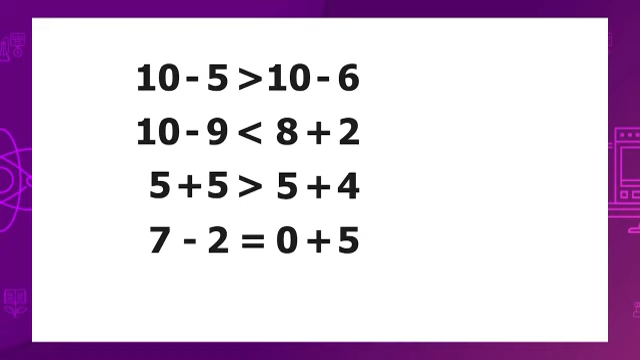 10 - 5 > 10 - 6
10 - 9 < 8 + 2
5 + 5 > 5 + 4
7 - 2 = 0 + 5